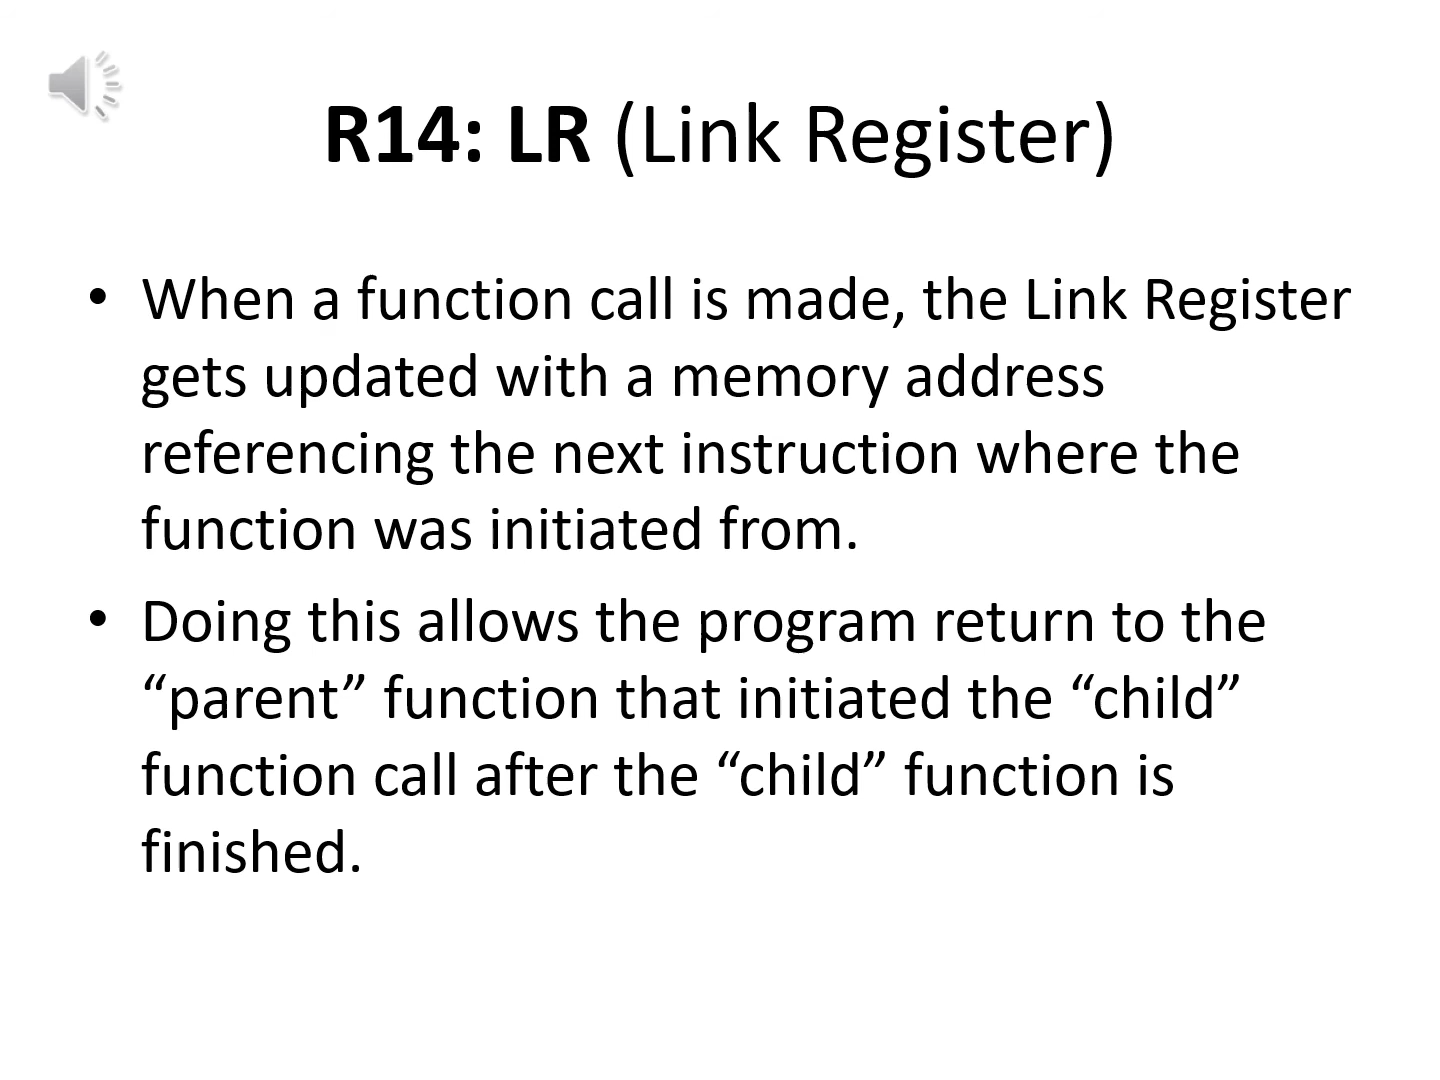 R14: LR (Link Register)
• When a function call is made, the Link Register
gets updated with a memory address
referencing the next instruction where the
function was initiated from.
• Doing this allows the program return to the
“parent” function that initiated the “child”
function call after the “child” function is
finished.